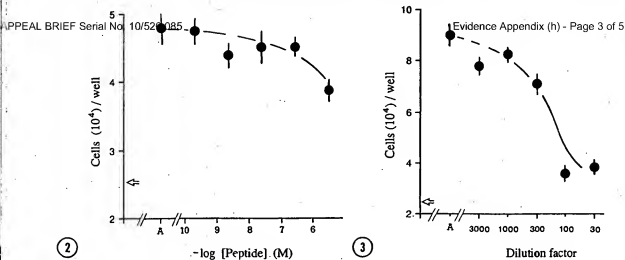 APPEAL BRIEF Serial No. 10/526,085
Evidence Appendix (h) - Page 3 of 5
5
4
3
2
Cells (10⁴) / well
A 10 9 8 7 6
-log [Peptide] (M)
2
10
8
6
4
2
Cells (10⁴) / well
A 3000 1000 300 100 30
Dilution factor
3